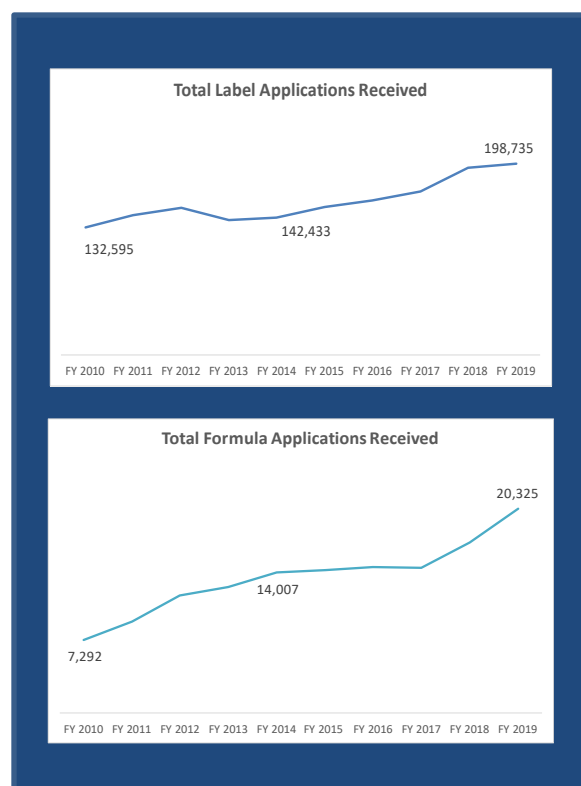 Total Label Applications Received
198,735
132,595
142,433
FY 2010 FY 2011 FY 2012 FY 2013 FY 2014 FY 2015 FY 2016 FY 2017 FY 2018 FY 2019
Total Formula Applications Received
20,325
14,007
7,292
FY 2010 FY 2011 FY 2012 FY 2013 FY 2014 FY 2015 FY 2016 FY 2017 FY 2018 FY 2019